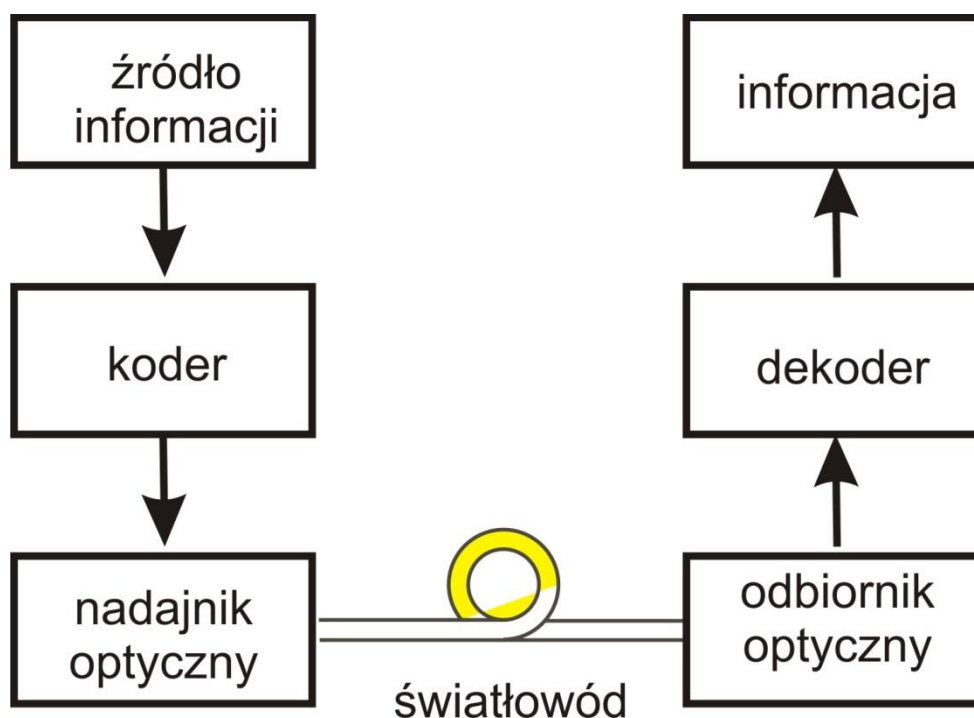 źródło
informacji
koder
nadajnik
optyczny
światłowód
odbiornik
optyczny
dekoder
informacja